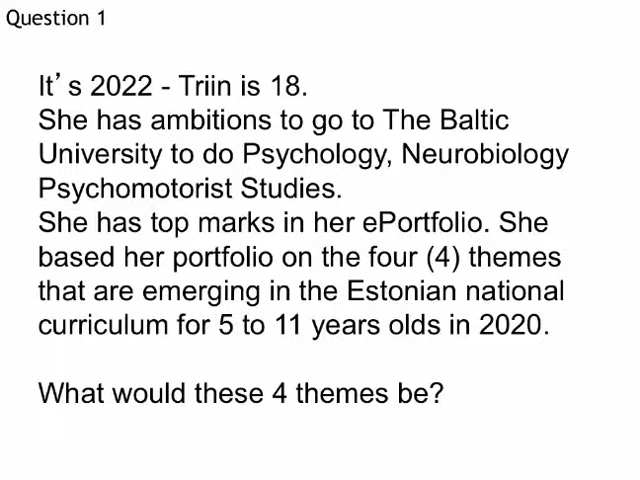 Question 1
It's 2022 - Triin is 18.
She has ambitions to go to The Baltic
University to do Psychology, Neurobiology
Psychomotorist Studies.
She has top marks in her ePortfolio. She
based her portfolio on the four (4) themes
that are emerging in the Estonian national
curriculum for 5 to 11 years olds in 2020.
What would these 4 themes be?